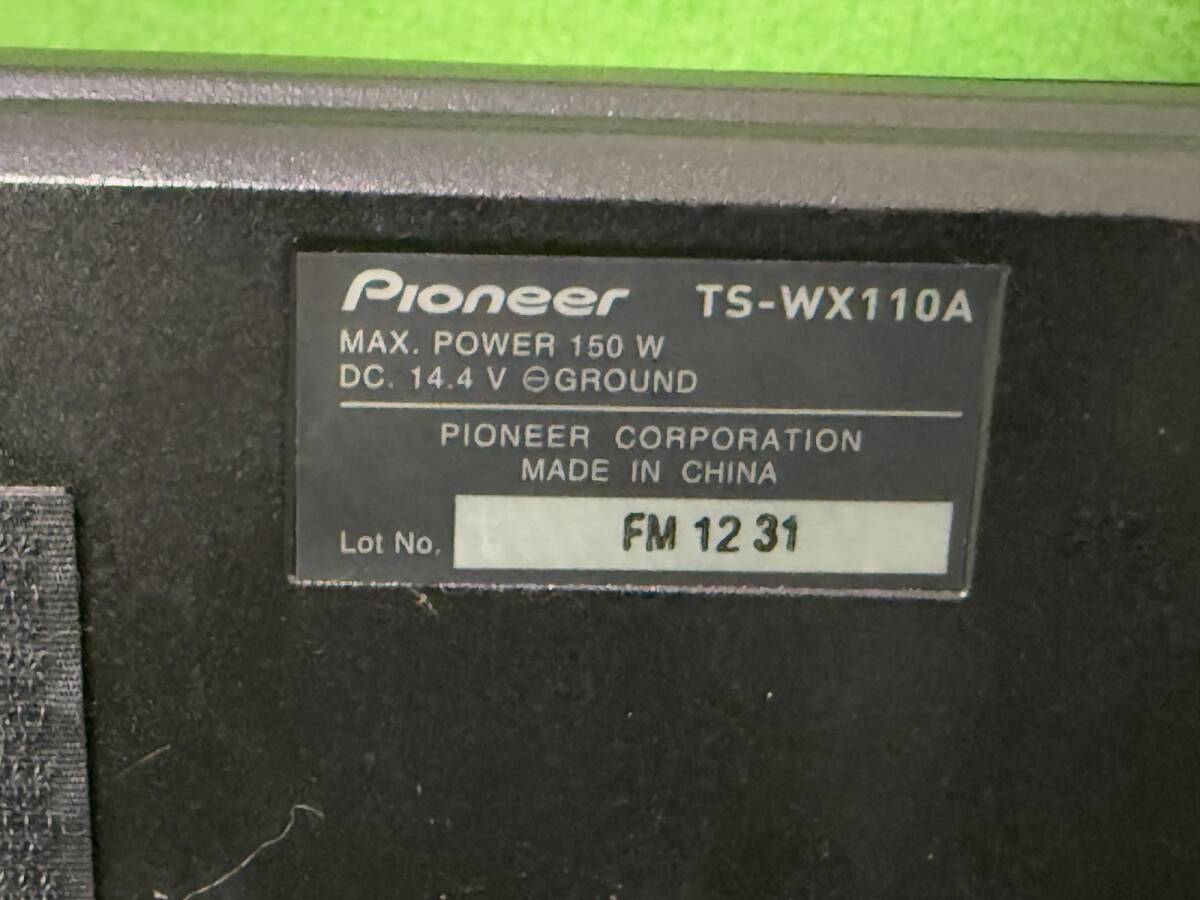 Pioneer TS-WX110A
MAX. POWER 150 W
DC. 14.4 V ⊖GROUND
PIONEER CORPORATION
MADE IN CHINA
Lot No. FM 12 31